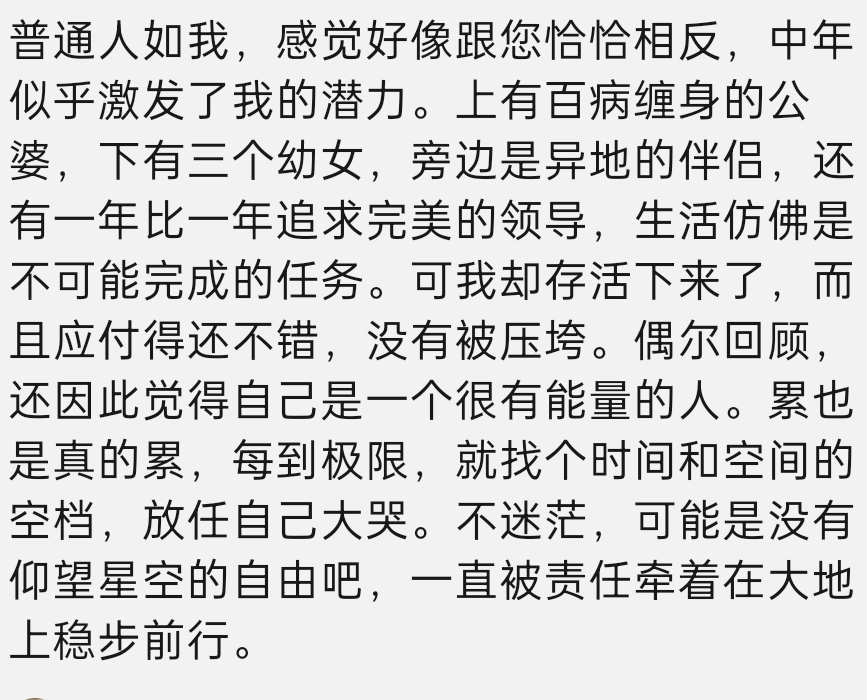 普通人如我，感觉好像跟您恰恰相反，中年
似乎激发了我的潜力。上有百病缠身的公
婆，下有三个幼女，旁边是异地的伴侣，还
有一年比一年追求完美的领导，生活仿佛是
不可能完成的任务。可我却存活下来了，而
且应付得还不错，没有被压垮。偶尔回顾，
还因此觉得自己是一个很有能量的人。累也
是真的累，每到极限，就找个时间和空间的
空档，放任自己大哭。不迷茫，可能是没有
仰望星空的自由吧，一直被责任牵着在大地
上稳步前行。